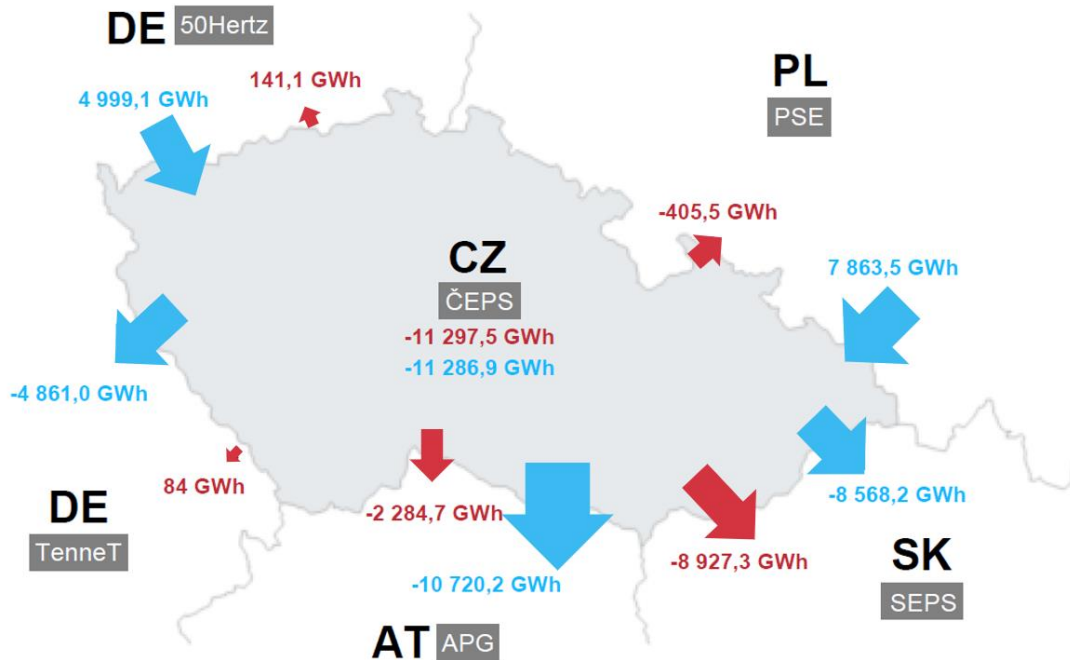 DE 50Hertz
4 999,1 GWh
141,1 GWh
PL
PSE
-405,5 GWh
7 863,5 GWh
CZ
ČEPS
-11 297,5 GWh
-11 286,9 GWh
-4 861,0 GWh
84 GWh
-2 284,7 GWh
-8 568,2 GWh
DE
TenneT
-8 927,3 GWh
-10 720,2 GWh
SK
SEPS
AT APG